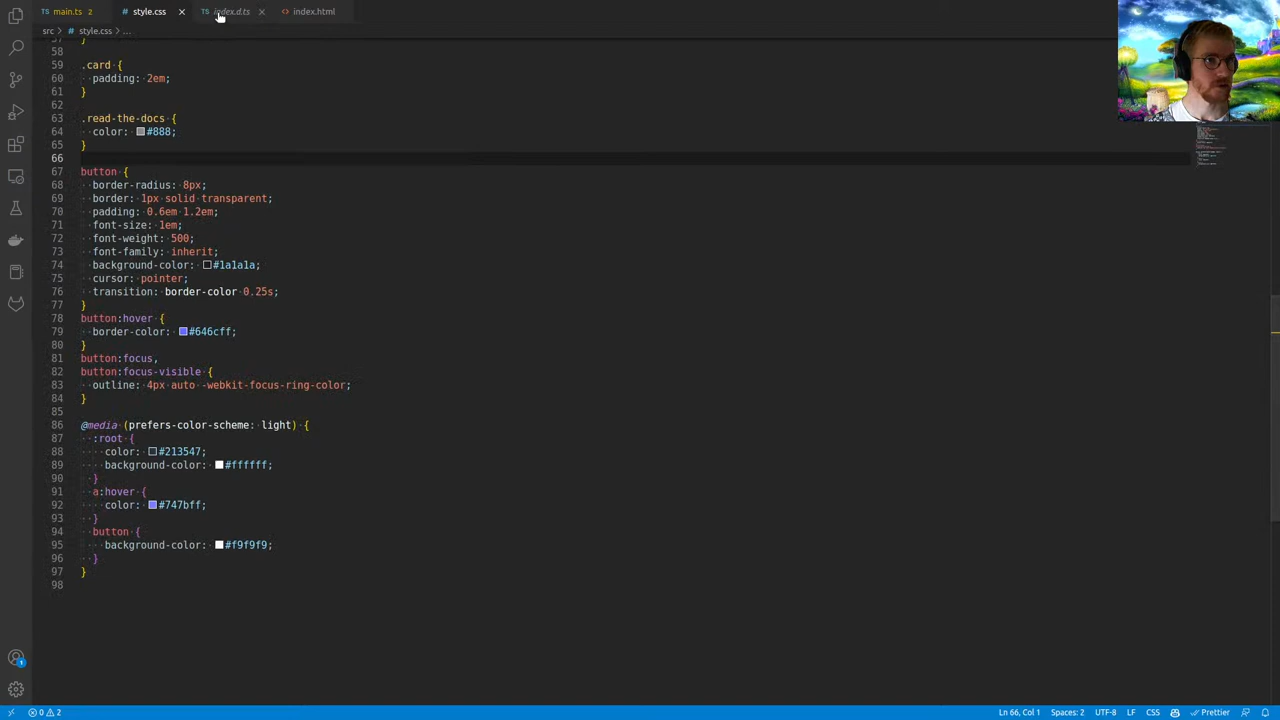 main.ts 2 style.css index.d.ts index.html
src style.css …
57 }
58
59 .card {
60 padding: 2em;
61 }
62
63 .read-the-docs {
64 color: #888;
65 }
66
67 button {
68 border-radius: 8px;
69 border: 1px solid transparent;
70 padding: 0.6em 1.2em;
71 font-size: 1em;
72 font-weight: 500;
73 font-family: inherit;
74 background-color: #1a1a1a;
75 cursor: pointer;
76 transition: border-color 0.25s;
77 }
78 button:hover {
79 border-color: #646cff;
80 }
81 button:focus,
82 button:focus-visible {
83 outline: 4px auto -webkit-focus-ring-color;
84 }
85
86 @media (prefers-color-scheme: light) {
87 :root {
88 color: #213547;
89 background-color: #ffffff;
90 }
91 a:hover {
92 color: #747bff;
93 }
94 button {
95 background-color: #f9f9f9;
96 }
97 }
98
1
0 2 Ln 66, Col 1 Spaces: 2 UTF-8 LF CSS Prettier